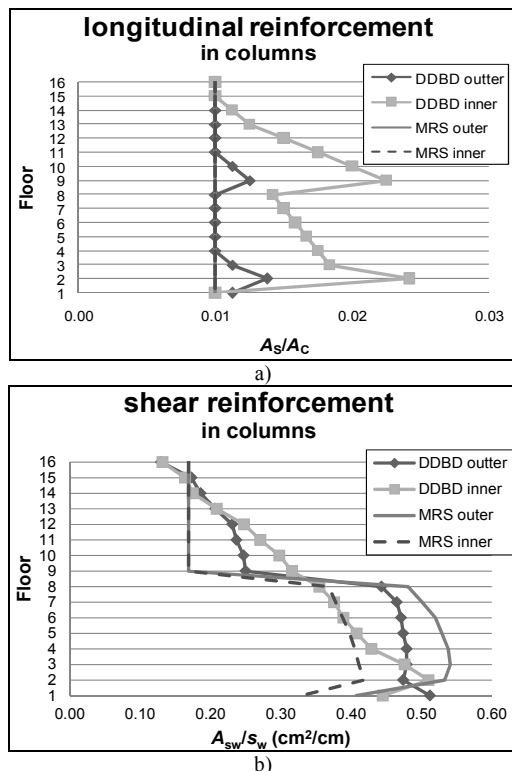 longitudinal reinforcement
in columns
16
15
14
13
12
11
10
9
8
7
6
5
4
3
2
1
Floor
DDBD outter
DDBD inner
MRS outer
MRS inner
0.00 0.01 0.02 0.03
AS/AC
a)
shear reinforcement
in columns
16
15
14
13
12
11
10
9
8
7
6
5
4
3
2
1
Floor
DDBD outter
DDBD inner
MRS outer
MRS inner
0.00 0.10 0.20 0.30 0.40 0.50 0.60
Asw/sw (cm²/cm)
b)